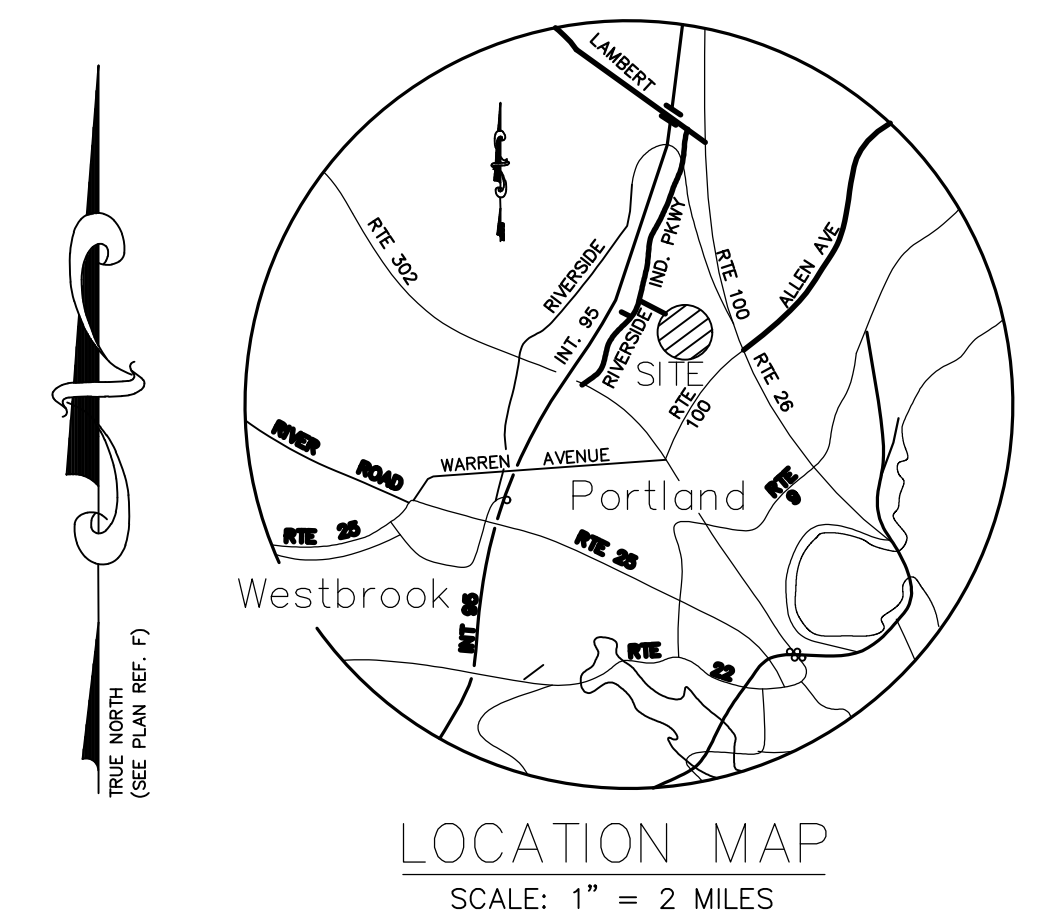 LAMBERT
RTE 302
RIVERSIDE
INT. 95
RIVERSIDE
IND. PKWY
RTE 100
ALLEN AVE
SITE
RTE
100
RTE 26
RIVER ROAD
WARREN AVENUE
Portland
RTE
9
RTE 25
RTE 25
Westbrook
INT 95
RTE 22
TRUE NORTH
(SEE PLAN REF. F)
LOCATION MAP
SCALE: 1" = 2 MILES